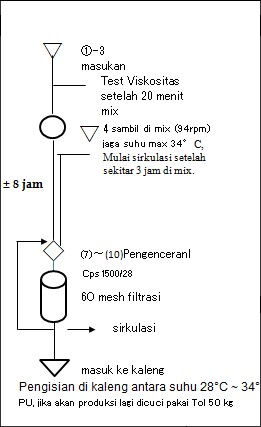 ①-3
masukan
Test Viskositas
setelah 20 menit
mix
4 sambil di mix (94rpm)
jaga suhu max 34° C,
Mulai sirkulasi setelah
sekitar 3 jam di mix.
± 8 jam
(7)～(10)Pengenceranl
Cps 1500/28
60 mesh filtrasi
sirkulasi
masuk ke kaleng
Pengisian di kaleng antara suhu 28°C ~ 34°
PU, jika akan produksi lagi dicuci pakai Tol 50 kg